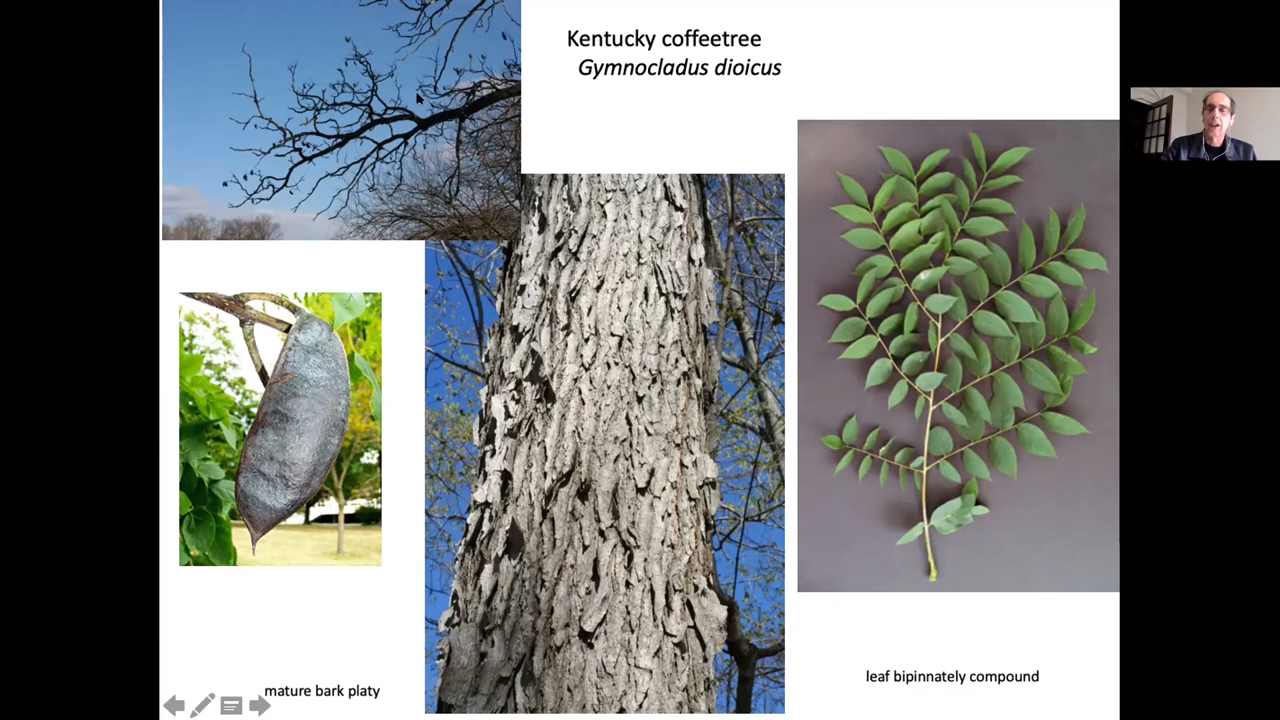 Kentucky coffeetree
Gymnocladus dioicus
leaf bipinnately compound
mature bark platy